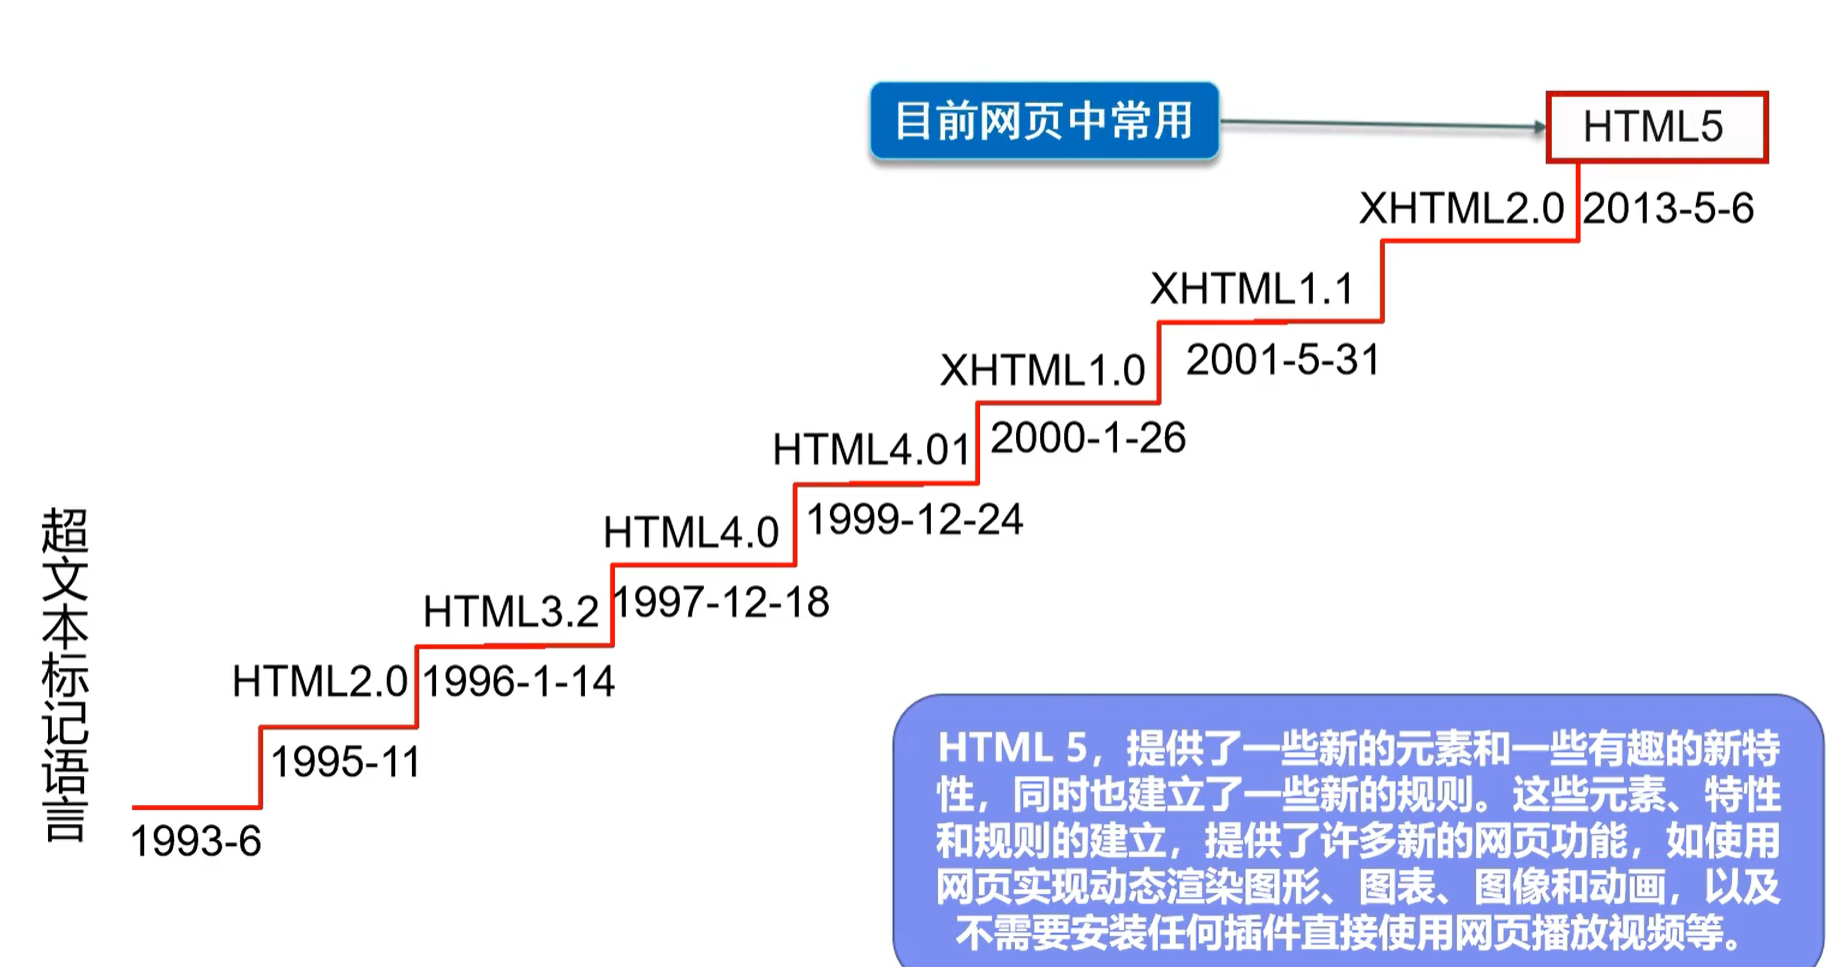 目前网页中常用
HTML5
XHTML2.0
2013-5-6
XHTML1.1
2001-5-31
XHTML1.0
2000-1-26
HTML4.01
1999-12-24
HTML4.0
1997-12-18
HTML3.2
1996-1-14
HTML2.0
1995-11
1993-6
超文本标记语言
HTML 5，提供了一些新的元素和一些有趣的新特
性，同时也建立了一些新的规则。这些元素、特性
和规则的建立，提供了许多新的网页功能，如使用
网页实现动态渲染图形、图表、图像和动画，以及
不需要安装任何插件直接使用网页播放视频等。